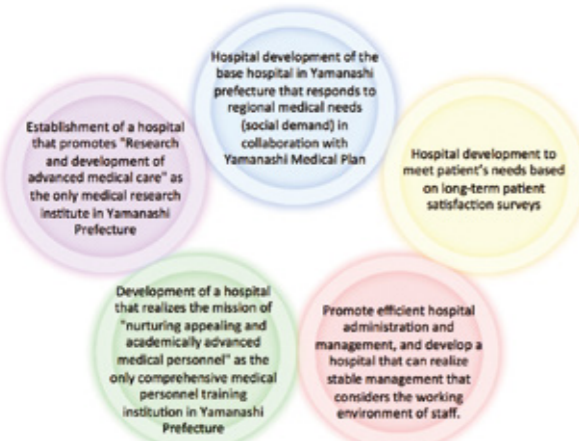 Hospital development of the
base hospital in Yamanashi
prefecture that responds to
regional medical needs
(social demand) in
collaboration with
Yamanashi Medical Plan
Hospital development to
meet patient's needs based
on long-term patient
satisfaction surveys
Promote efficient hospital
administration and
management, and develop a
hospital that can realize
stable management that
considers the working
environment of staff.
Development of a hospital
that realizes the mission of
"nurturing appealing and
academically advanced
medical personnel" as the
only comprehensive medical
personnel training
institution in Yamanashi
Prefecture
Establishment of a hospital
that promotes "Research
and development of
advanced medical care" as
the only medical research
institute in Yamanashi
Prefecture